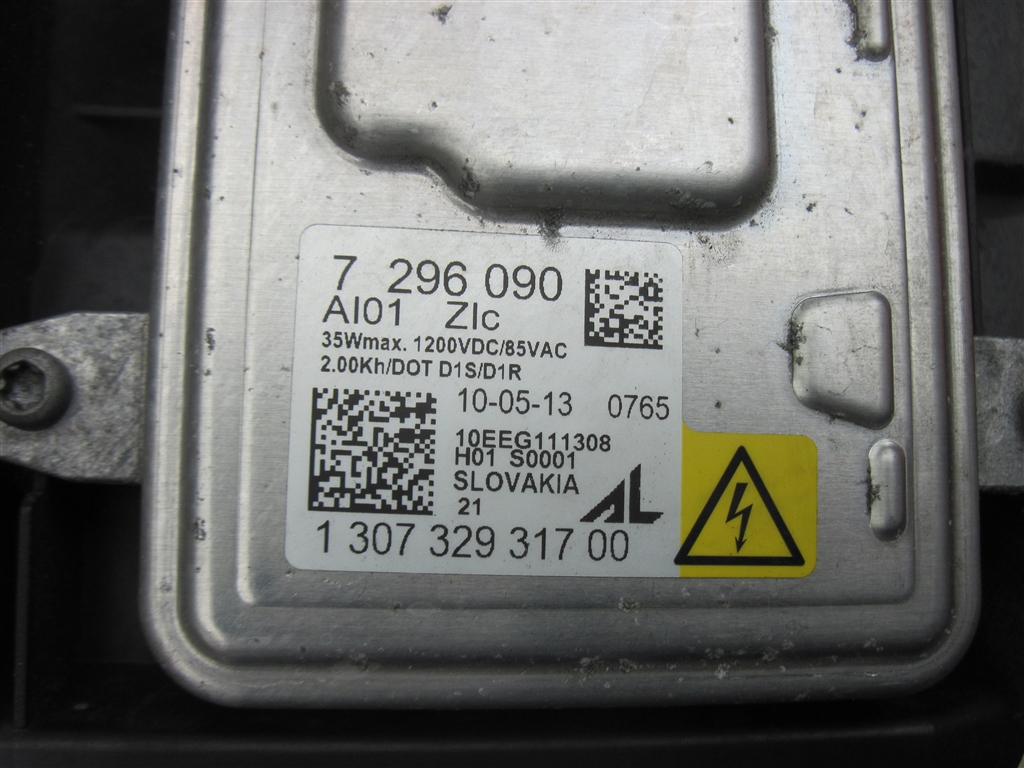 7 296 090
AI01 ZIc
35Wmax. 1200VDC/85VAC
2.00Kh/DOT D1S/D1R
10-05-13 0765
10EEG111308
H01 S0001
SLOVAKIA
21
AL
1 307 329 317 00